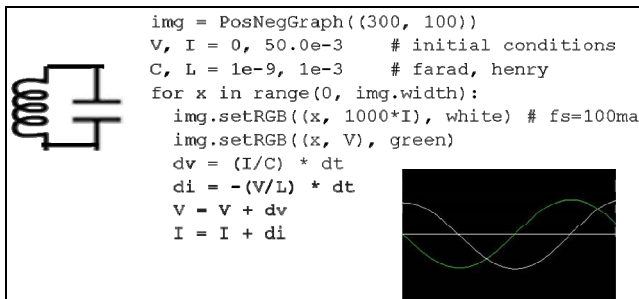 img = PosNegGraph((300, 100))
V, I = 0, 50.0e-3     # initial conditions
C, L = 1e-9, 1e-3     # farad, henry
for x in range(0, img.width):
  img.setRGB((x, 1000*I), white) # fs=100ma
  img.setRGB((x, V), green)
  dv = (I/C) * dt
  di = -(V/L) * dt
  V = V + dv
  I = I + di